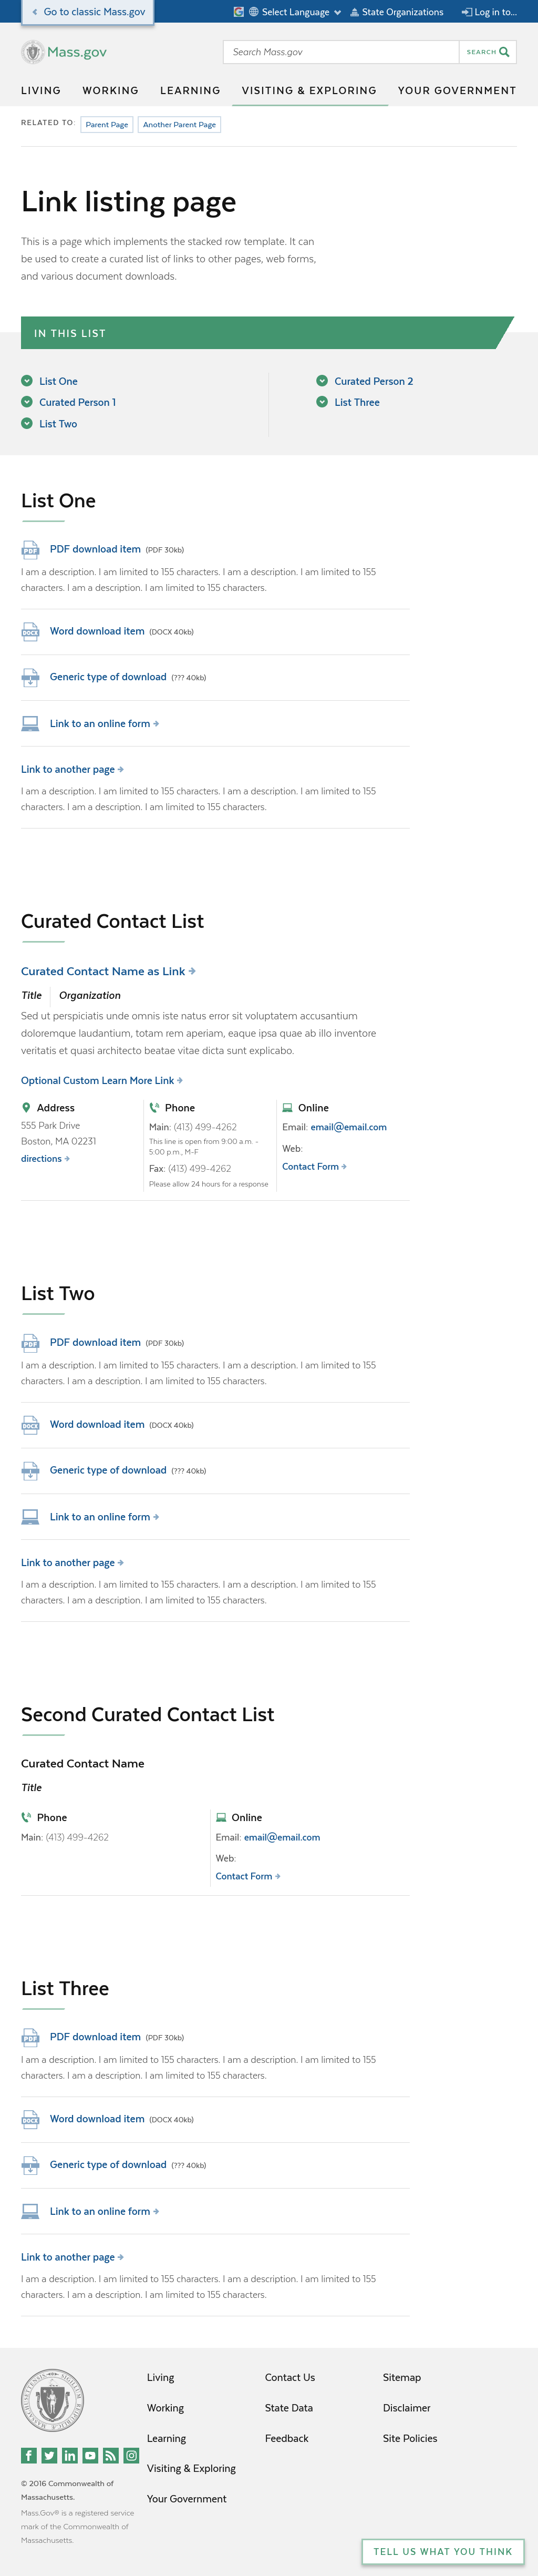 Go to classic Mass.gov
Select Language
State Organizations
Log in to...
Mass.gov
Search Mass.gov
SEARCH
LIVING WORKING LEARNING VISITING & EXPLORING YOUR GOVERNMENT
RELATED TO: Parent Page Another Parent Page
Link listing page
This is a page which implements the stacked row template. It can
be used to create a curated list of links to other pages, web forms,
and various document downloads.
IN THIS LIST
List One
Curated Person 1
List Two
Curated Person 2
List Three
List One
PDF
PDF download item (PDF 30kb)
I am a description. I am limited to 155 characters. I am a description. I am limited to 155
characters. I am a description. I am limited to 155 characters.
DOCX
Word download item (DOCX 40kb)
Generic type of download (??? 40kb)
Link to an online form
Link to another page
I am a description. I am limited to 155 characters. I am a description. I am limited to 155
characters. I am a description. I am limited to 155 characters.
Curated Contact List
Curated Contact Name as Link
Title Organization
Sed ut perspiciatis unde omnis iste natus error sit voluptatem accusantium
doloremque laudantium, totam rem aperiam, eaque ipsa quae ab illo inventore
veritatis et quasi architecto beatae vitae dicta sunt explicabo.
Optional Custom Learn More Link
Address
555 Park Drive
Boston, MA 02231
directions
Phone
Main: (413) 499-4262
This line is open from 9:00 a.m. -
5:00 p.m., M-F
Fax: (413) 499-4262
Please allow 24 hours for a response
Online
Email: email@email.com
Web:
Contact Form
List Two
PDF
PDF download item (PDF 30kb)
I am a description. I am limited to 155 characters. I am a description. I am limited to 155
characters. I am a description. I am limited to 155 characters.
DOCX
Word download item (DOCX 40kb)
Generic type of download (??? 40kb)
Link to an online form
Link to another page
I am a description. I am limited to 155 characters. I am a description. I am limited to 155
characters. I am a description. I am limited to 155 characters.
Second Curated Contact List
Curated Contact Name
Title
Phone
Main: (413) 499-4262
Online
Email: email@email.com
Web:
Contact Form
List Three
PDF
PDF download item (PDF 30kb)
I am a description. I am limited to 155 characters. I am a description. I am limited to 155
characters. I am a description. I am limited to 155 characters.
DOCX
Word download item (DOCX 40kb)
Generic type of download (??? 40kb)
Link to an online form
Link to another page
I am a description. I am limited to 155 characters. I am a description. I am limited to 155
characters. I am a description. I am limited to 155 characters.
© 2016 Commonwealth of
Massachusetts.
Mass.Gov® is a registered service
mark of the Commonwealth of
Massachusetts.
Living
Working
Learning
Visiting & Exploring
Your Government
Contact Us
State Data
Feedback
Sitemap
Disclaimer
Site Policies
TELL US WHAT YOU THINK